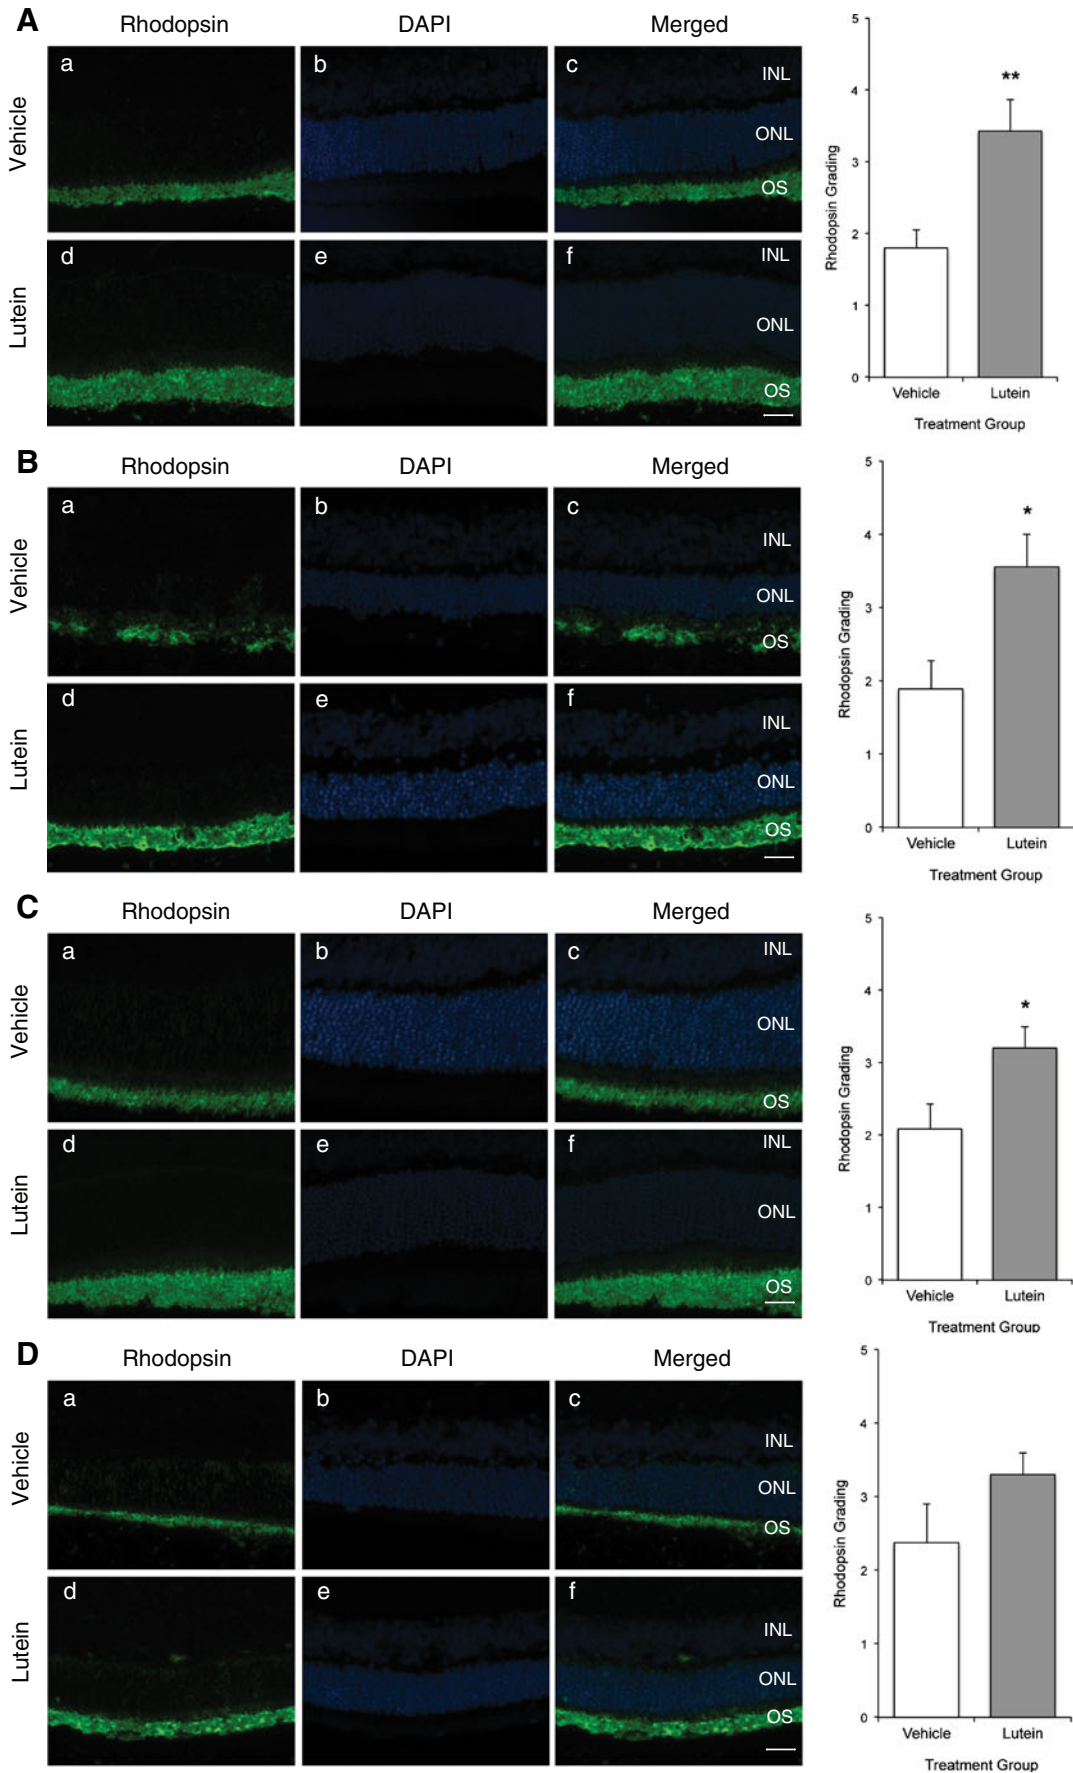 A
Rhodopsin DAPI Merged
Vehicle
a b c
INL
ONL
OS
Lutein
d e f
INL
ONL
OS
5
4
3
2
1
0
Rhodopsin Grading
**
Vehicle Lutein
Treatment Group
B
Rhodopsin DAPI Merged
Vehicle
a b c
INL
ONL
OS
Lutein
d e f
INL
ONL
OS
5
4
3
2
1
0
Rhodopsin Grading
*
Vehicle Lutein
Treatment Group
C
Rhodopsin DAPI Merged
Vehicle
a b c
INL
ONL
OS
Lutein
d e f
INL
ONL
OS
5
4
3
2
1
0
Rhodopsin Grading
*
Vehicle Lutein
Treatment Group
D
Rhodopsin DAPI Merged
Vehicle
a b c
INL
ONL
OS
Lutein
d e f
INL
ONL
OS
5
4
3
2
1
0
Rhodopsin Grading
Vehicle Lutein
Treatment Group